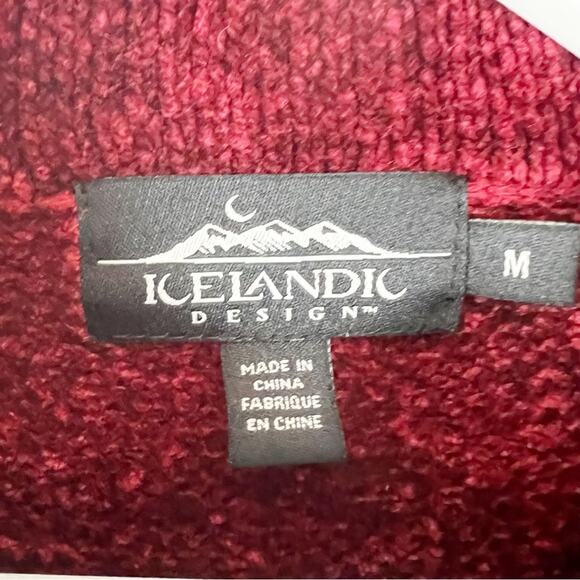 ICELANDIC
DESIGN™
M
MADE IN
CHINA
FABRIQUE
EN CHINE